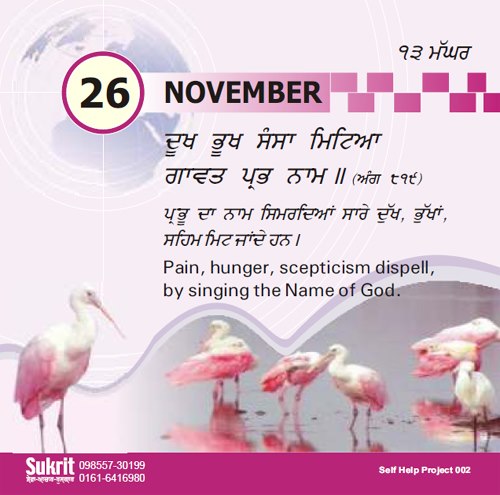 ੧੩ ਮੱਘਰ
26 NOVEMBER
ਦੂਖ ਭੂਖ ਸੰਸਾ ਮਿਟਿਆ
ਗਾਵਤ ਪ੍ਰਭ ਨਾਮ ॥ (ਅੰਗ ੮੧੯)
ਪ੍ਰਭੂ ਦਾ ਨਾਮ ਸਿਮਰਦਿਆਂ ਸਾਰੇ ਦੁੱਖ, ਭੁੱਖਾਂ,
ਸਹਿਮ ਮਿਟ ਜਾਂਦੇ ਹਨ।
Pain, hunger, scepticism dispell,
by singing the Name of God.
Sukrit 098557-30199
0161-6416980
Self Help Project 002